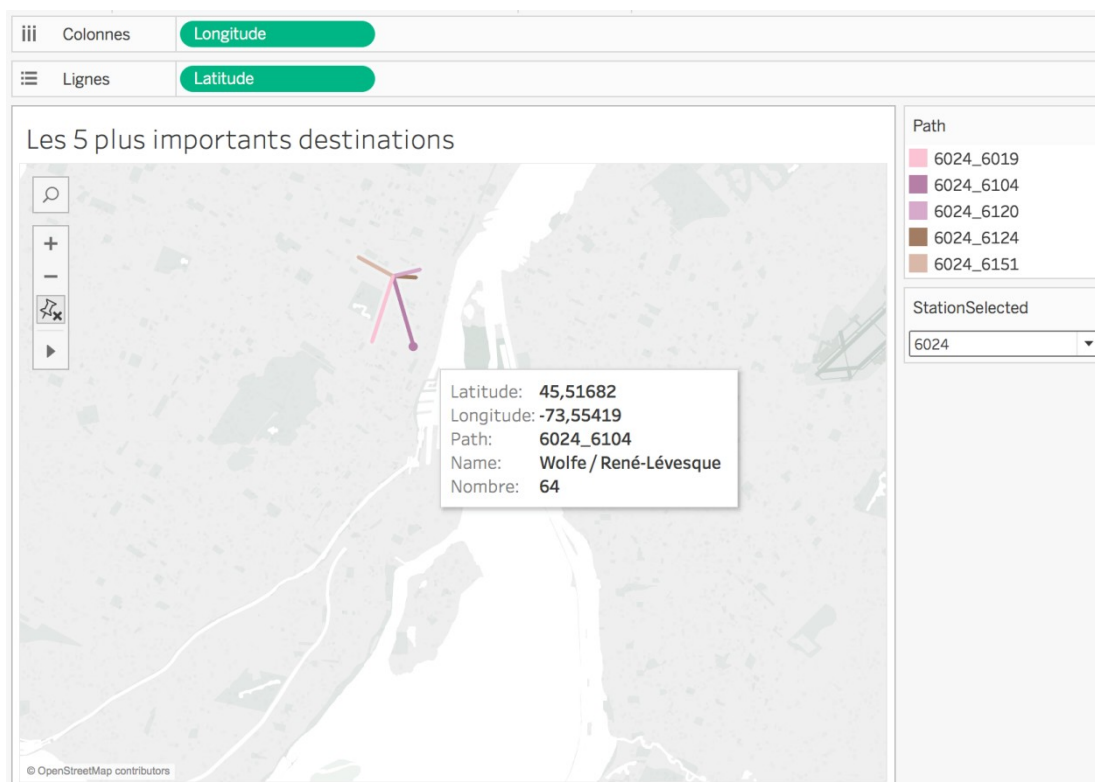 Colonnes Longitude
Lignes Latitude
Les 5 plus importants destinations
Path
6024_6019
6024_6104
6024_6120
6024_6124
6024_6151
StationSelected
6024
Latitude: 45,51682
Longitude: -73,55419
Path: 6024_6104
Name: Wolfe / René-Lévesque
Nombre: 64
© OpenStreetMap contributors